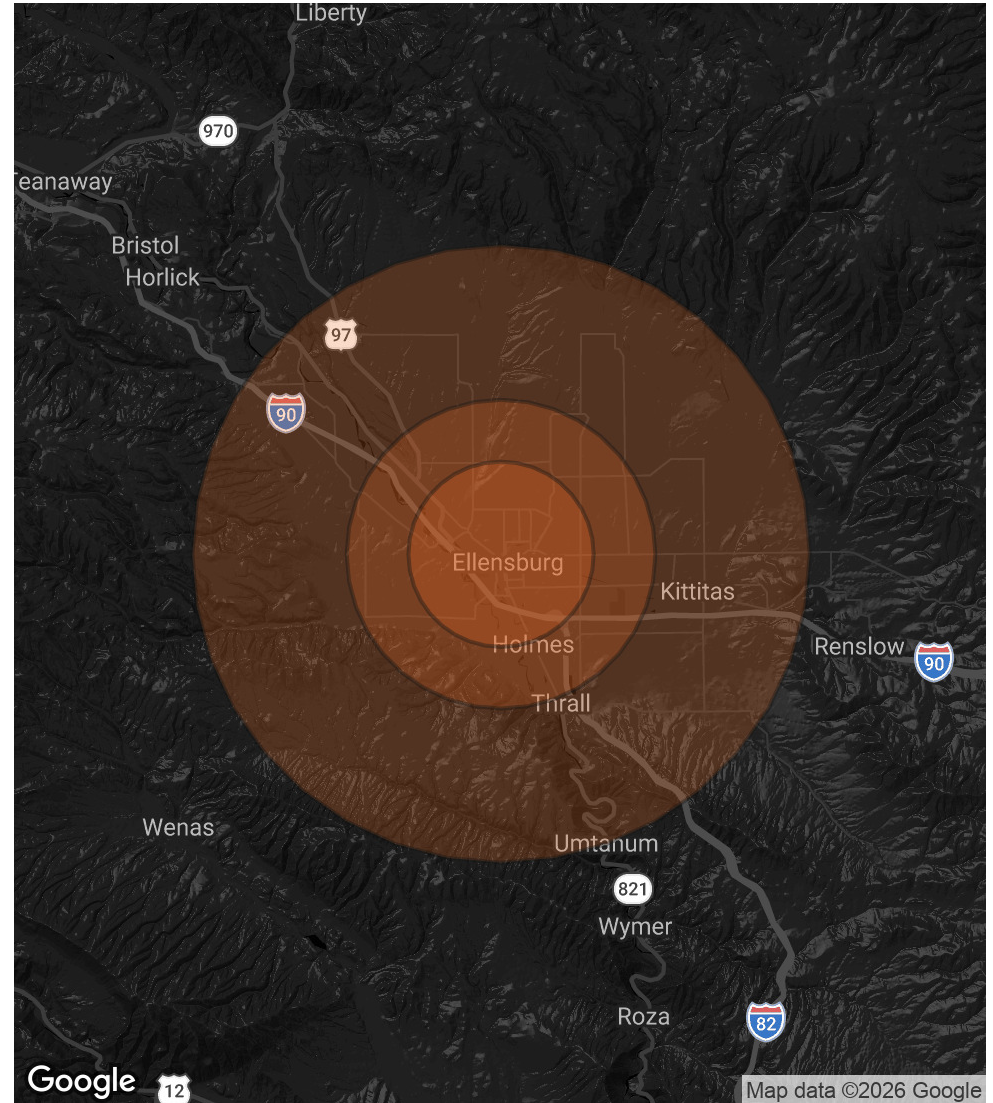 Liberty
970
Teanaway
Bristol
Horlick
97
90
Ellensburg
Kittitas
Holmes
Renslow
90
Thrall
Wenas
Umtanum
821
Wymer
Roza
82
Google
12
Map data ©2026 Google